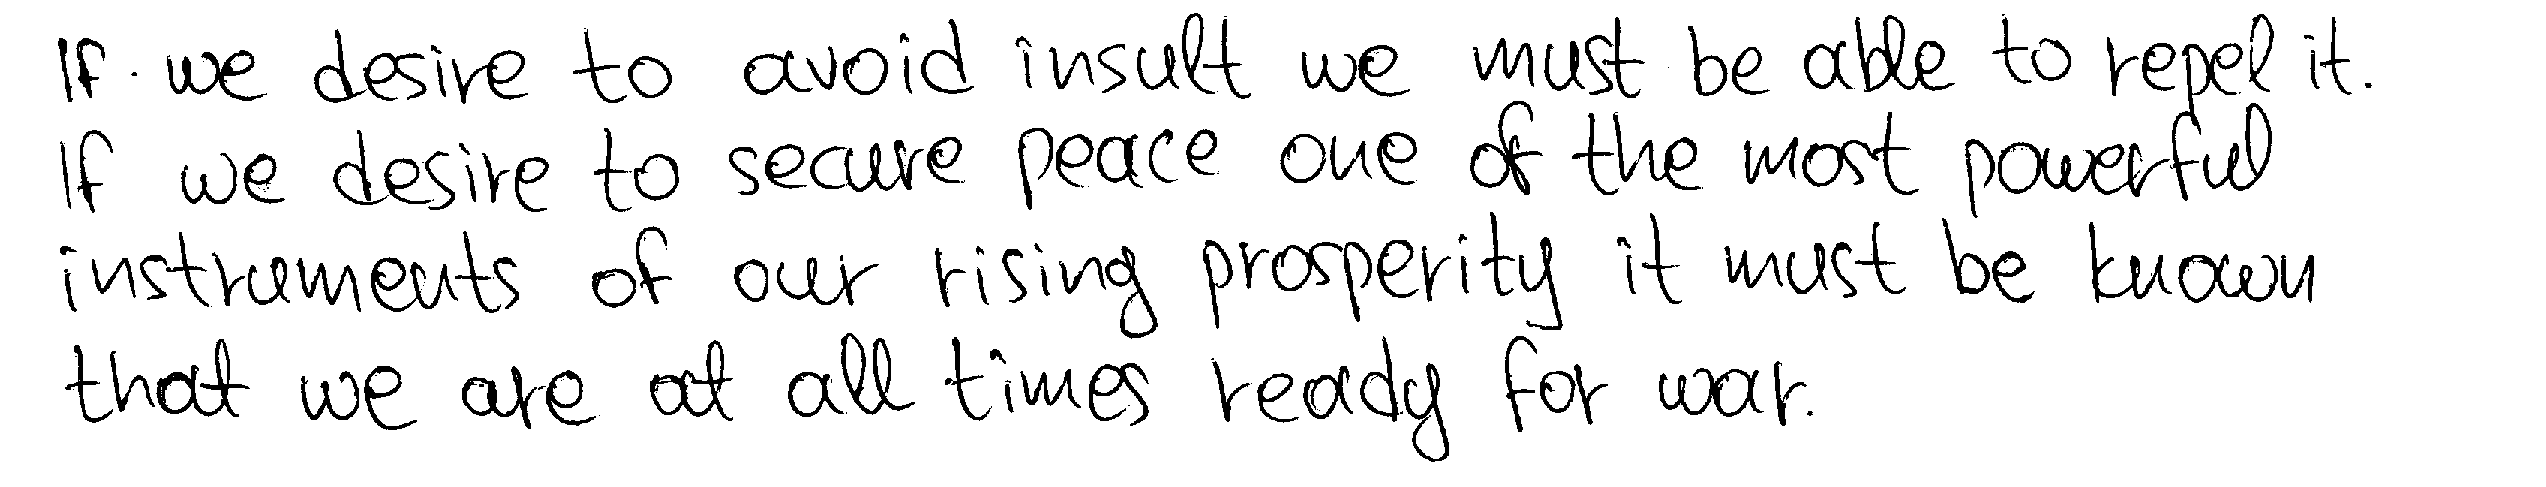 If we desire to avoid insult we must be able to repel it.
If we desire to secure peace one of the most powerful
instruments of our rising prosperity it must be known
that we are at all times ready for war.